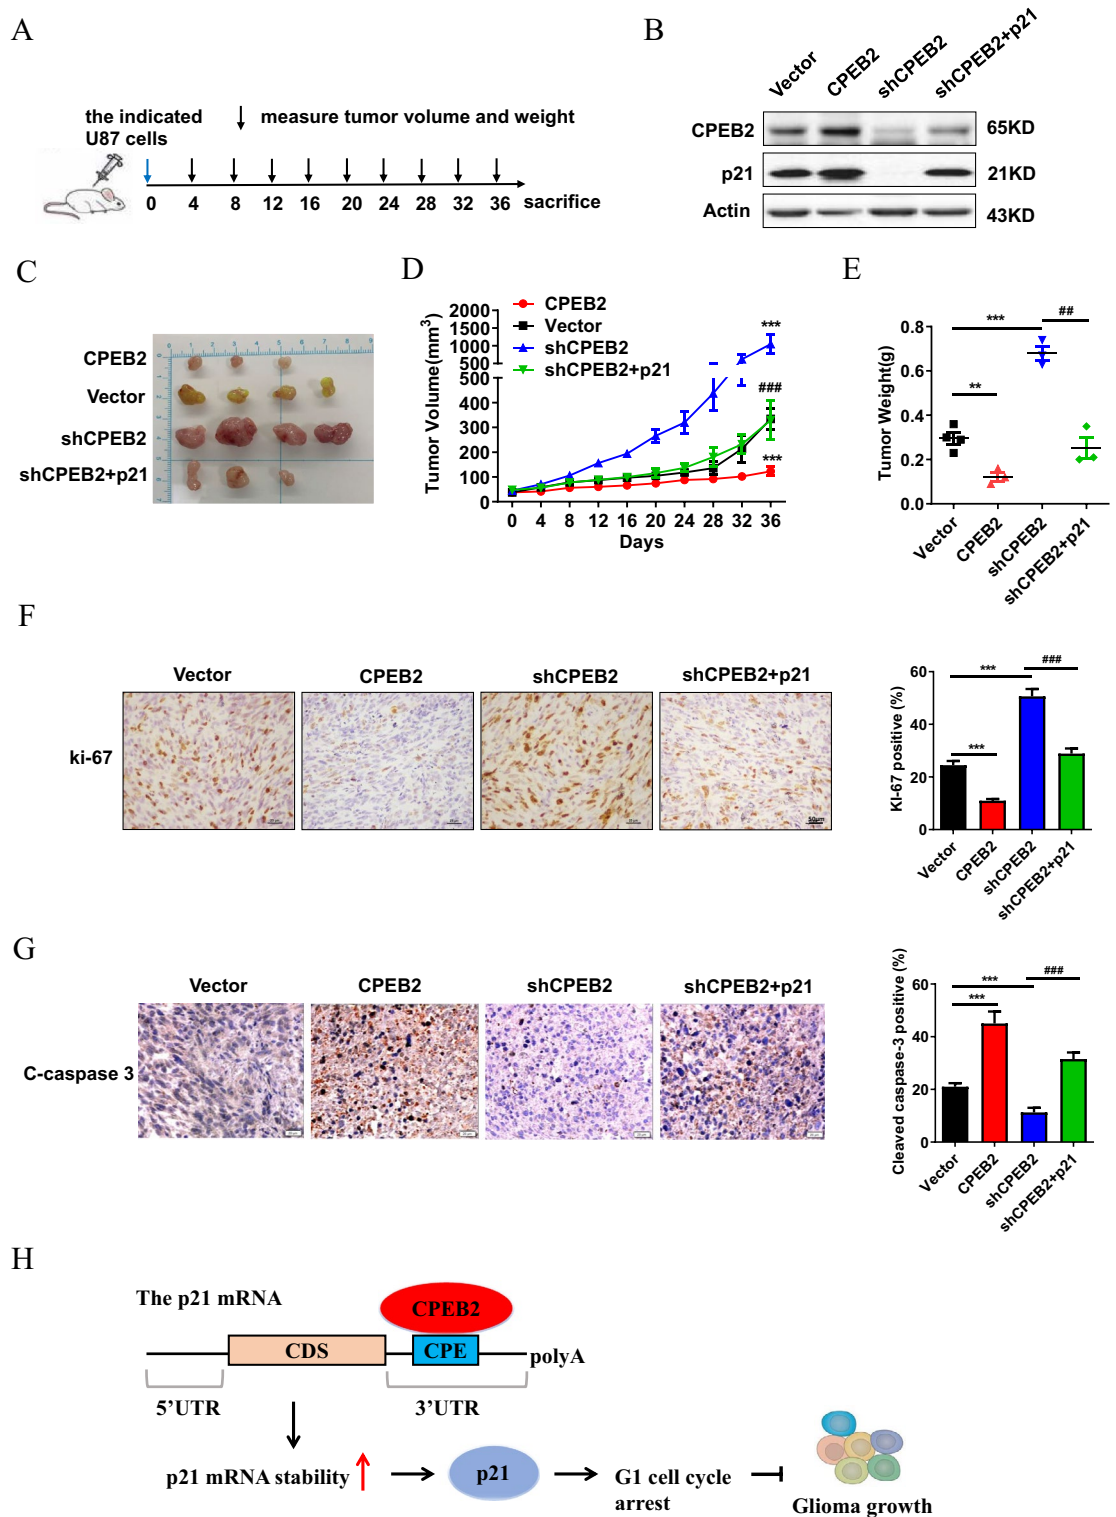 A
the indicated
U87 cells
measure tumor volume and weight
0 4 8 12 16 20 24 28 32 36 sacrifice
B
Vector CPEB2 shCPEB2 shCPEB2+p21
CPEB2 65KD
p21 21KD
Actin 43KD
C
CPEB2
Vector
shCPEB2
shCPEB2+p21
D
CPEB2
Vector
shCPEB2
shCPEB2+p21
Tumor Volume(mm³)
2000
1500
1000
500
400
300
200
100
0
***
###
***
0 4 8 12 16 20 24 28 32 36
Days
E
Tumor Weight(g)
0.8
0.6
0.4
0.2
0.0
*** ##
**
Vector CPEB2 shCPEB2 shCPEB2+p21
F
Vector CPEB2 shCPEB2 shCPEB2+p21
ki-67
50μm
KI-67 positive (%)
60
40
20
0
*** ###
***
Vector CPEB2 shCPEB2 shCPEB2+p21
G
Vector CPEB2 shCPEB2 shCPEB2+p21
C-caspase 3
Cleaved caspase-3 positive (%)
60
40
20
0
*** ###
***
Vector CPEB2 shCPEB2 shCPEB2+p21
H
The p21 mRNA
CPEB2
CDS CPE polyA
5’UTR 3’UTR
p21 mRNA stability p21 G1 cell cycle
arrest
Glioma growth